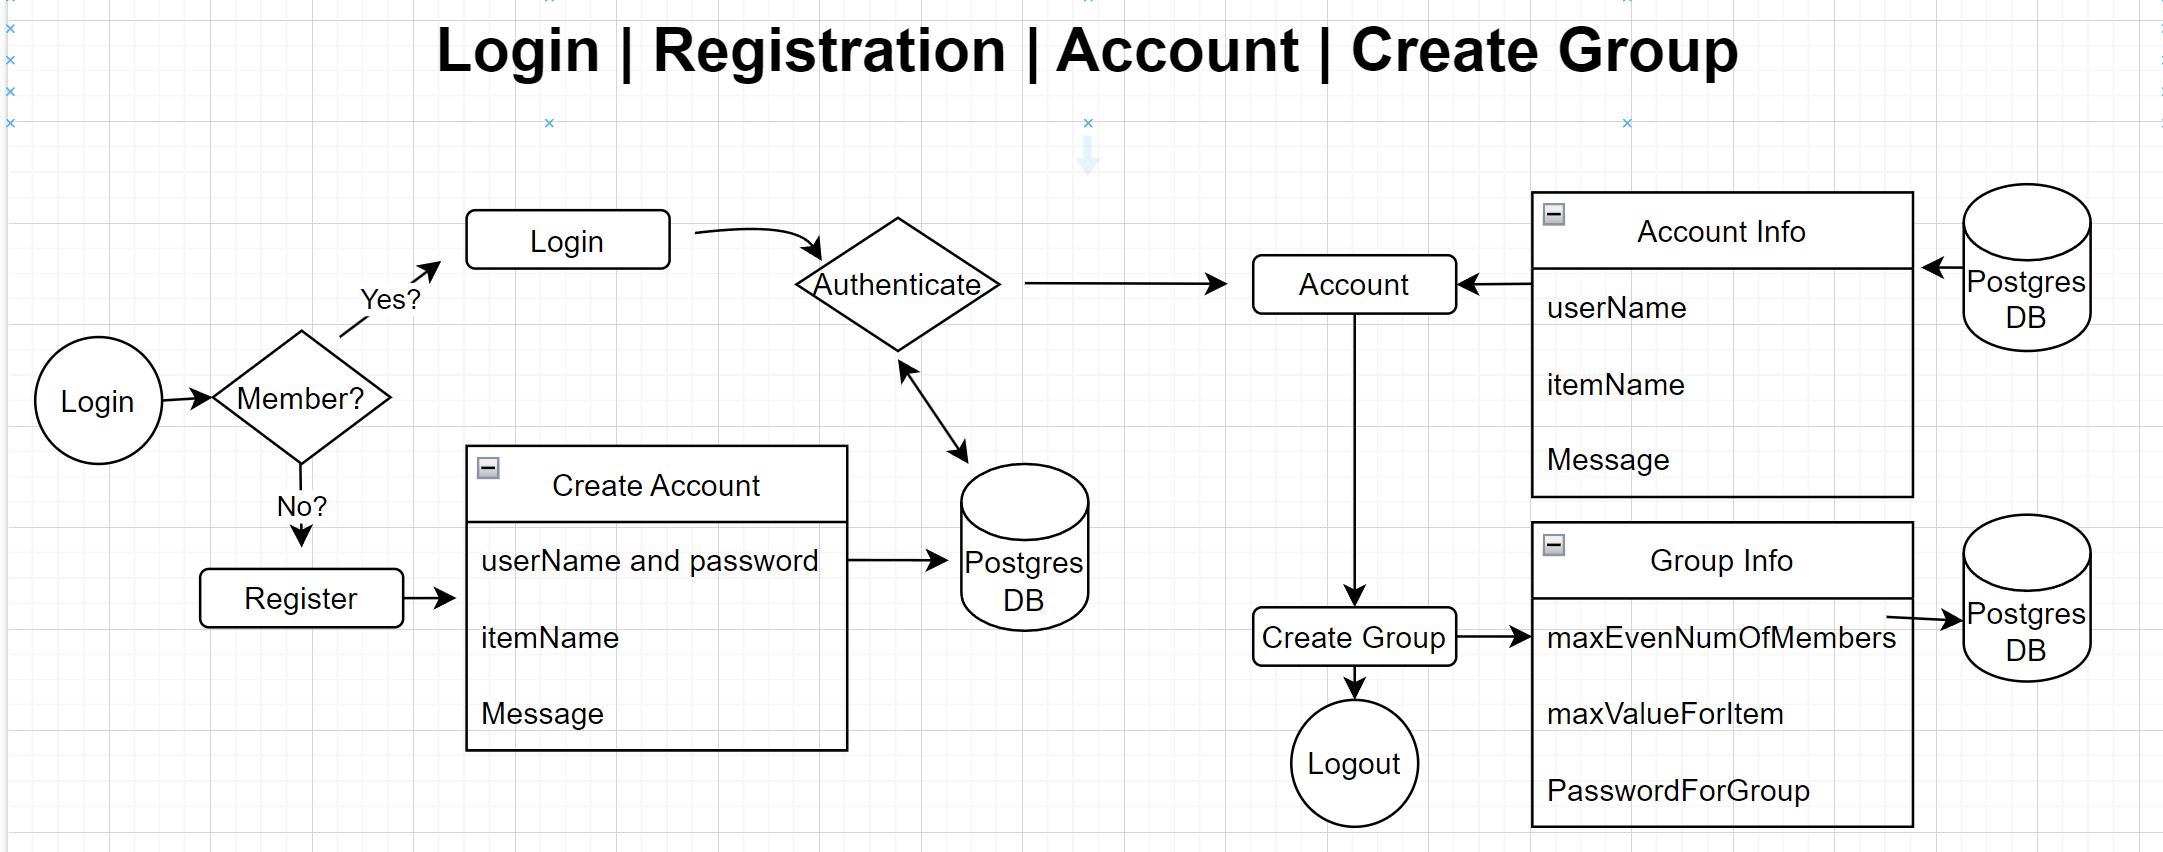 Login | Registration | Account | Create Group
Login
Member?
Yes?
No?
Login
Register
Create Account
userName and password
itemName
Message
Authenticate
Postgres
DB
Account
Create Group
Logout
Account Info
userName
itemName
Message
Postgres
DB
Group Info
maxEvenNumOfMembers
maxValueForItem
PasswordForGroup
Postgres
DB